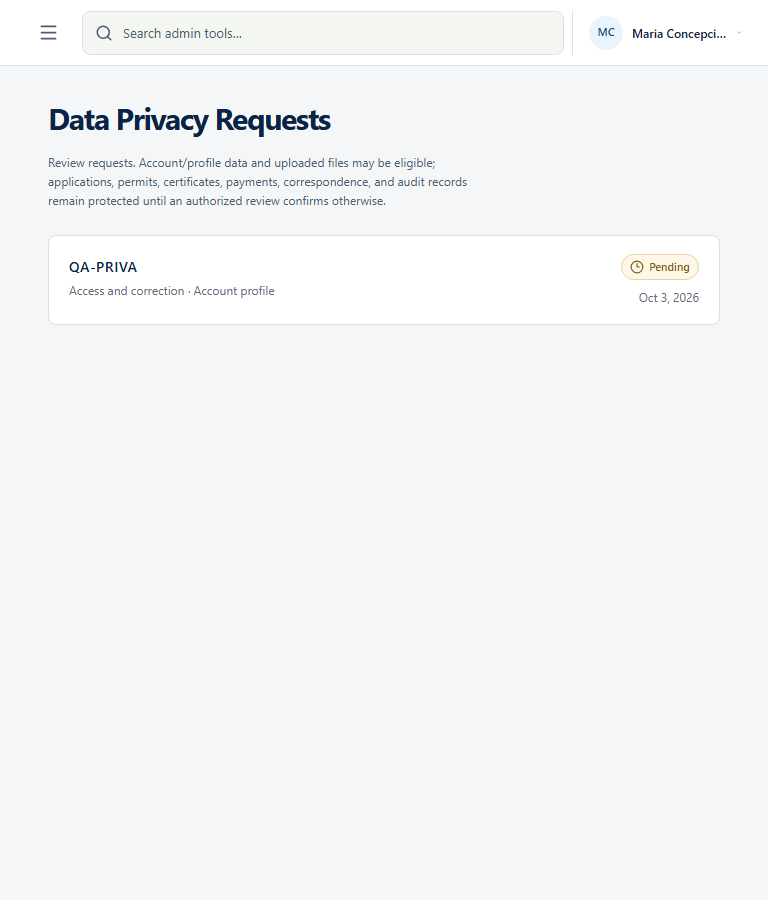 Search admin tools...
MC
Maria Concepci...
Data Privacy Requests
Review requests. Account/profile data and uploaded files may be eligible;
applications, permits, certificates, payments, correspondence, and audit records
remain protected until an authorized review confirms otherwise.
QA-PRIVA
Pending
Access and correction · Account profile
Oct 3, 2026